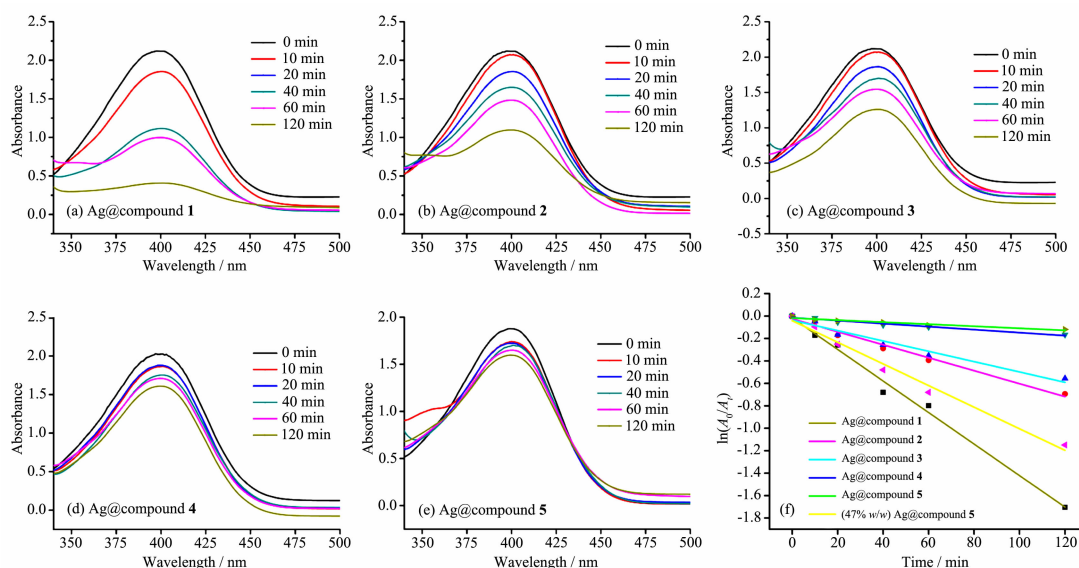 2.5
2.0
1.5
1.0
0.5
0.0
Absorbance
0 min
10 min
20 min
40 min
60 min
120 min
(a) Ag@compound 1
350 375 400 425 450 475 500
Wavelength / nm
2.5
2.0
1.5
1.0
0.5
0.0
Absorbance
0 min
10 min
20 min
40 min
60 min
120 min
(b) Ag@compound 2
350 375 400 425 450 475 500
Wavelength / nm
2.5
2.0
1.5
1.0
0.5
0.0
-0.5
Absorbance
0 min
10 min
20 min
40 min
60 min
120 min
(c) Ag@compound 3
350 375 400 425 450 475 500
Wavelength / nm
2.5
2.0
1.5
1.0
0.5
0.0
Absorbance
0 min
10 min
20 min
40 min
60 min
120 min
(d) Ag@compound 4
350 375 400 425 450 475 500
Wavelength / nm
2.0
1.5
1.0
0.5
0.0
Absorbance
0 min
10 min
20 min
40 min
60 min
120 min
(e) Ag@compound 5
350 375 400 425 450 475 500
Wavelength / nm
0.2
0.0
-0.2
-0.4
-0.6
-0.8
-1.0
-1.2
-1.4
-1.6
-1.8
ln(A0/At)
Ag@compound 1
Ag@compound 2
Ag@compound 3
Ag@compound 4
Ag@compound 5
(47% w/w) Ag@compound 5
(f)
0 20 40 60 80 100 120
Time / min